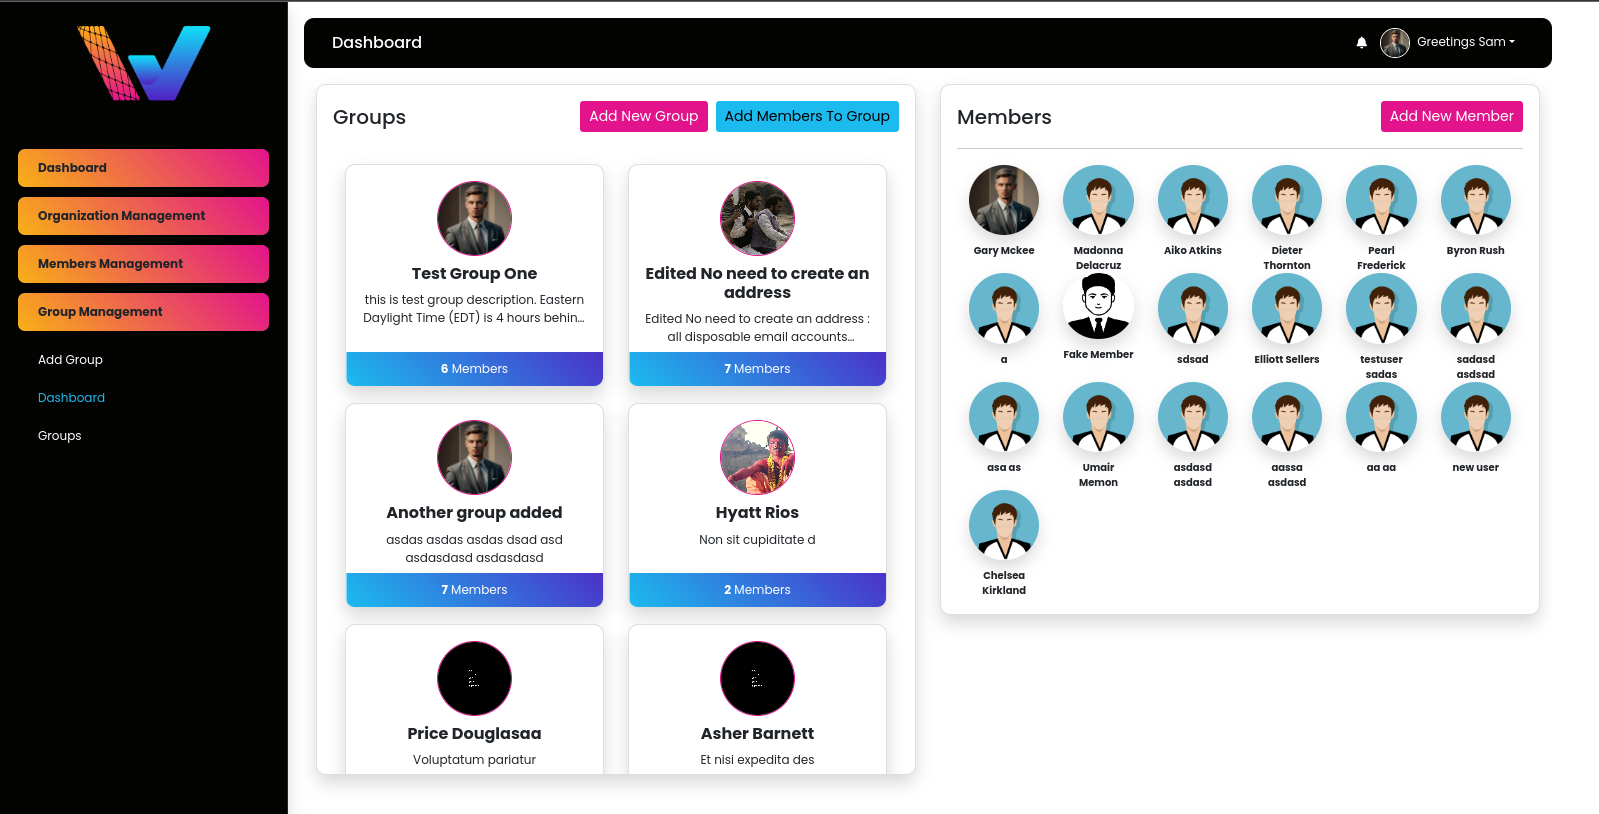 Dashboard
Greetings Sam
Dashboard
Organization Management
Members Management
Group Management
Add Group
Dashboard
Groups
Groups
Add New Group
Add Members To Group
Test Group One
this is test group description. Eastern
Daylight Time (EDT) is 4 hours behin...
6 Members
Edited No need to create an
address
Edited No need to create an address :
all disposable email accounts...
7 Members
Another group added
asdas asdas asdas dsad asd
asdasdasd asdasdasd
7 Members
Hyatt Rios
Non sit cupiditate d
2 Members
Price Douglasaa
Voluptatum pariatur
Asher Barnett
Et nisi expedita des
Members
Add New Member
Gary Mckee
Madonna
Delacruz
Aiko Atkins
Dieter
Thornton
Pearl
Frederick
Byron Rush
a
Fake Member
sdsad
Elliott Sellers
testuser
sadas
sadasd
asdsad
asa as
Umair
Memon
asdasd
asdasd
aassa
asdasd
aa aa
new user
Chelsea
Kirkland